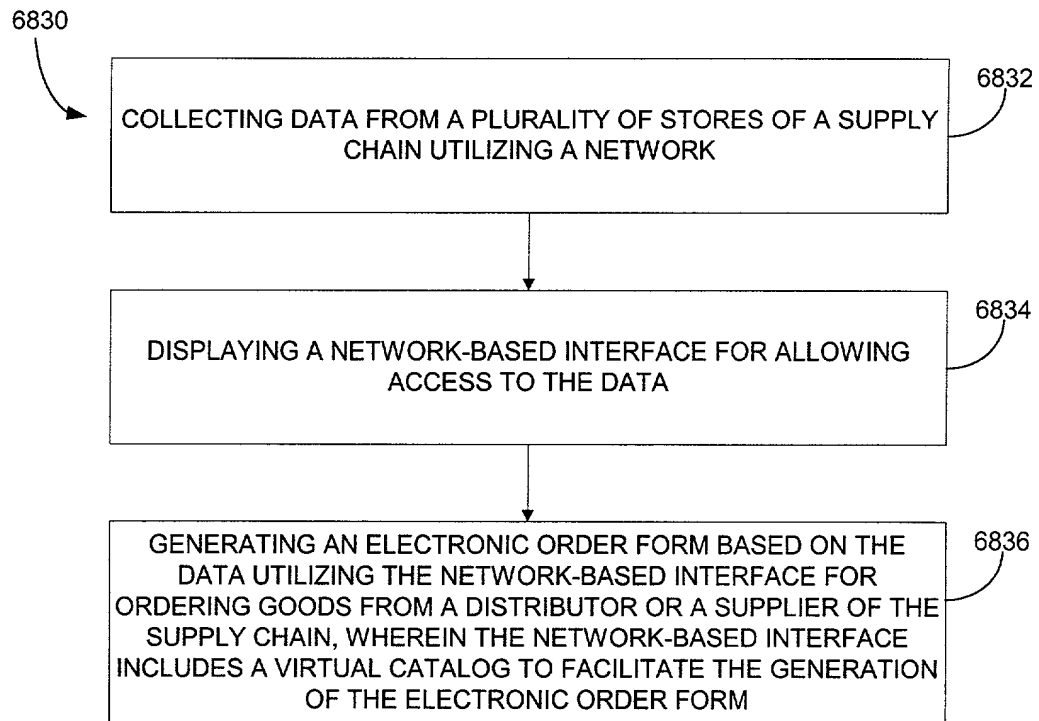 6830
6832
COLLECTING DATA FROM A PLURALITY OF STORES OF A SUPPLY
CHAIN UTILIZING A NETWORK
6834
DISPLAYING A NETWORK-BASED INTERFACE FOR ALLOWING
ACCESS TO THE DATA
6836
GENERATING AN ELECTRONIC ORDER FORM BASED ON THE
DATA UTILIZING THE NETWORK-BASED INTERFACE FOR
ORDERING GOODS FROM A DISTRIBUTOR OR A SUPPLIER OF THE
SUPPLY CHAIN, WHEREIN THE NETWORK-BASED INTERFACE
INCLUDES A VIRTUAL CATALOG TO FACILITATE THE GENERATION
OF THE ELECTRONIC ORDER FORM